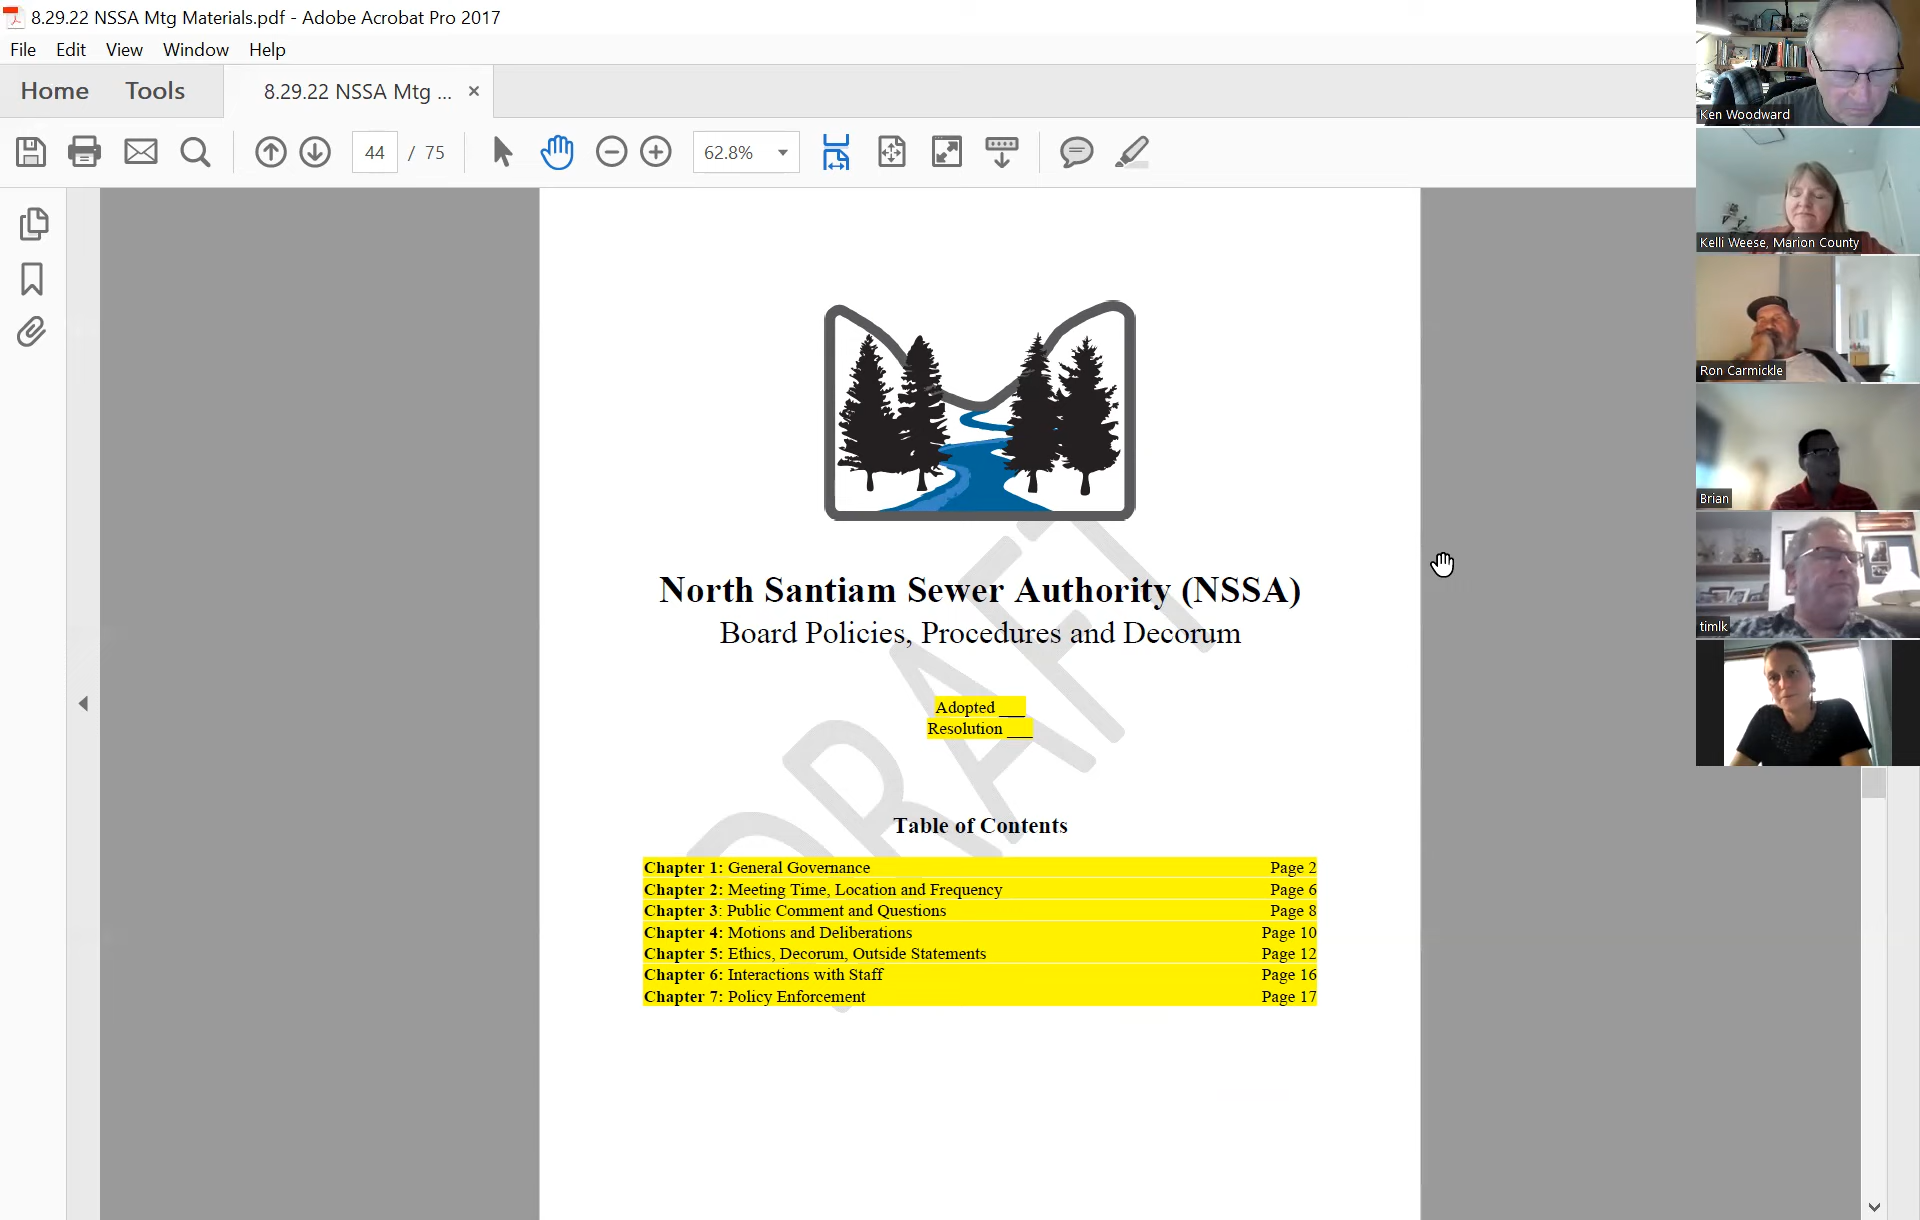 8.29.22 NSSA Mtg Materials.pdf - Adobe Acrobat Pro 2017
File Edit View Window Help
Home Tools 8.29.22 NSSA Mtg ... ×
44 / 75 62.8%
North Santiam Sewer Authority (NSSA)
Board Policies, Procedures and Decorum
Adopted ___
Resolution ___
DRAFT
Table of Contents
Chapter 1: General Governance Page 2
Chapter 2: Meeting Time, Location and Frequency Page 6
Chapter 3: Public Comment and Questions Page 8
Chapter 4: Motions and Deliberations Page 10
Chapter 5: Ethics, Decorum, Outside Statements Page 12
Chapter 6: Interactions with Staff Page 16
Chapter 7: Policy Enforcement Page 17
Ken Woodward
Kelli Weese, Marion County
Ron Carmickle
Brian
timlk